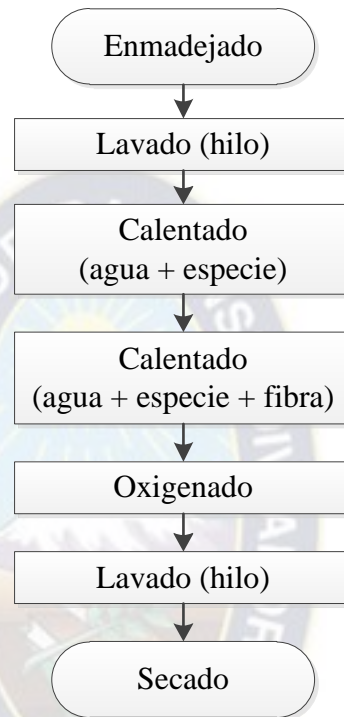 Enmadejado
Lavado (hilo)
Calentado
(agua + especie)
Calentado
(agua + especie + fibra)
Oxigenado
Lavado (hilo)
Secado